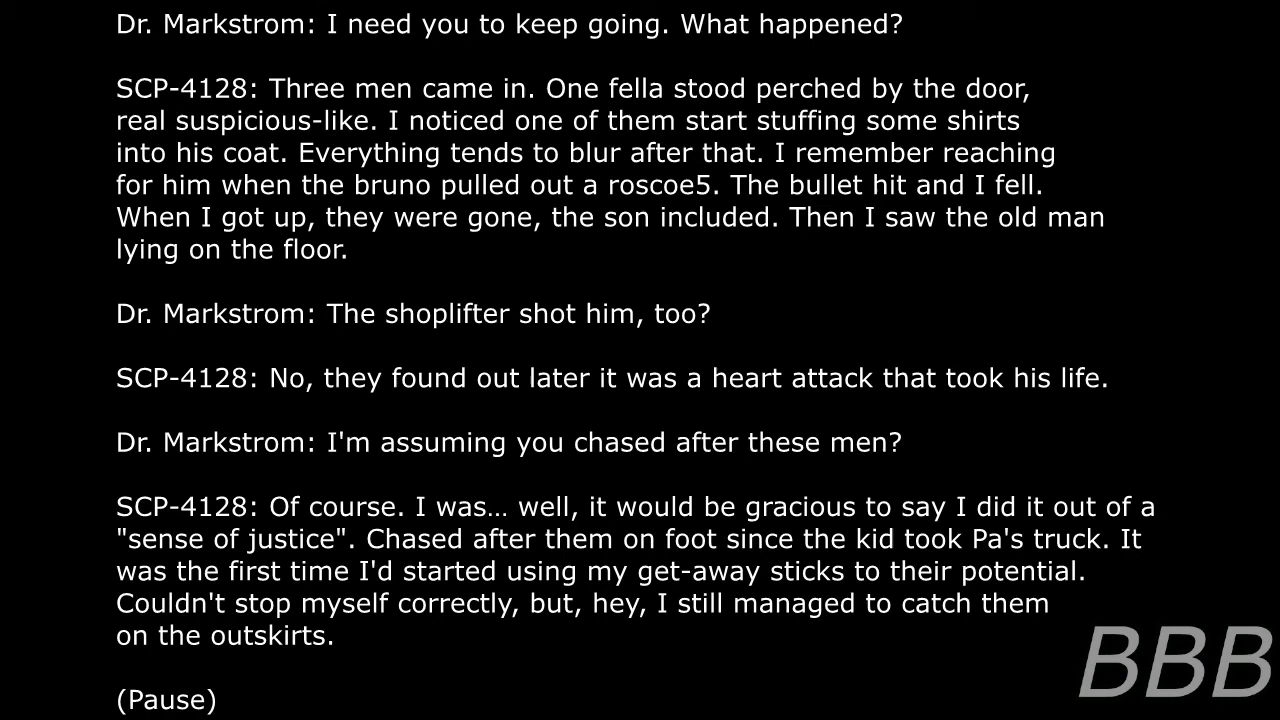 Dr. Markstrom: I need you to keep going. What happened?
SCP-4128: Three men came in. One fella stood perched by the door,
real suspicious-like. I noticed one of them start stuffing some shirts
into his coat. Everything tends to blur after that. I remember reaching
for him when the bruno pulled out a roscoe5. The bullet hit and I fell.
When I got up, they were gone, the son included. Then I saw the old man
lying on the floor.
Dr. Markstrom: The shoplifter shot him, too?
SCP-4128: No, they found out later it was a heart attack that took his life.
Dr. Markstrom: I'm assuming you chased after these men?
SCP-4128: Of course. I was… well, it would be gracious to say I did it out of a
"sense of justice". Chased after them on foot since the kid took Pa's truck. It
was the first time I'd started using my get-away sticks to their potential.
Couldn't stop myself correctly, but, hey, I still managed to catch them
on the outskirts.
(Pause)
BBB